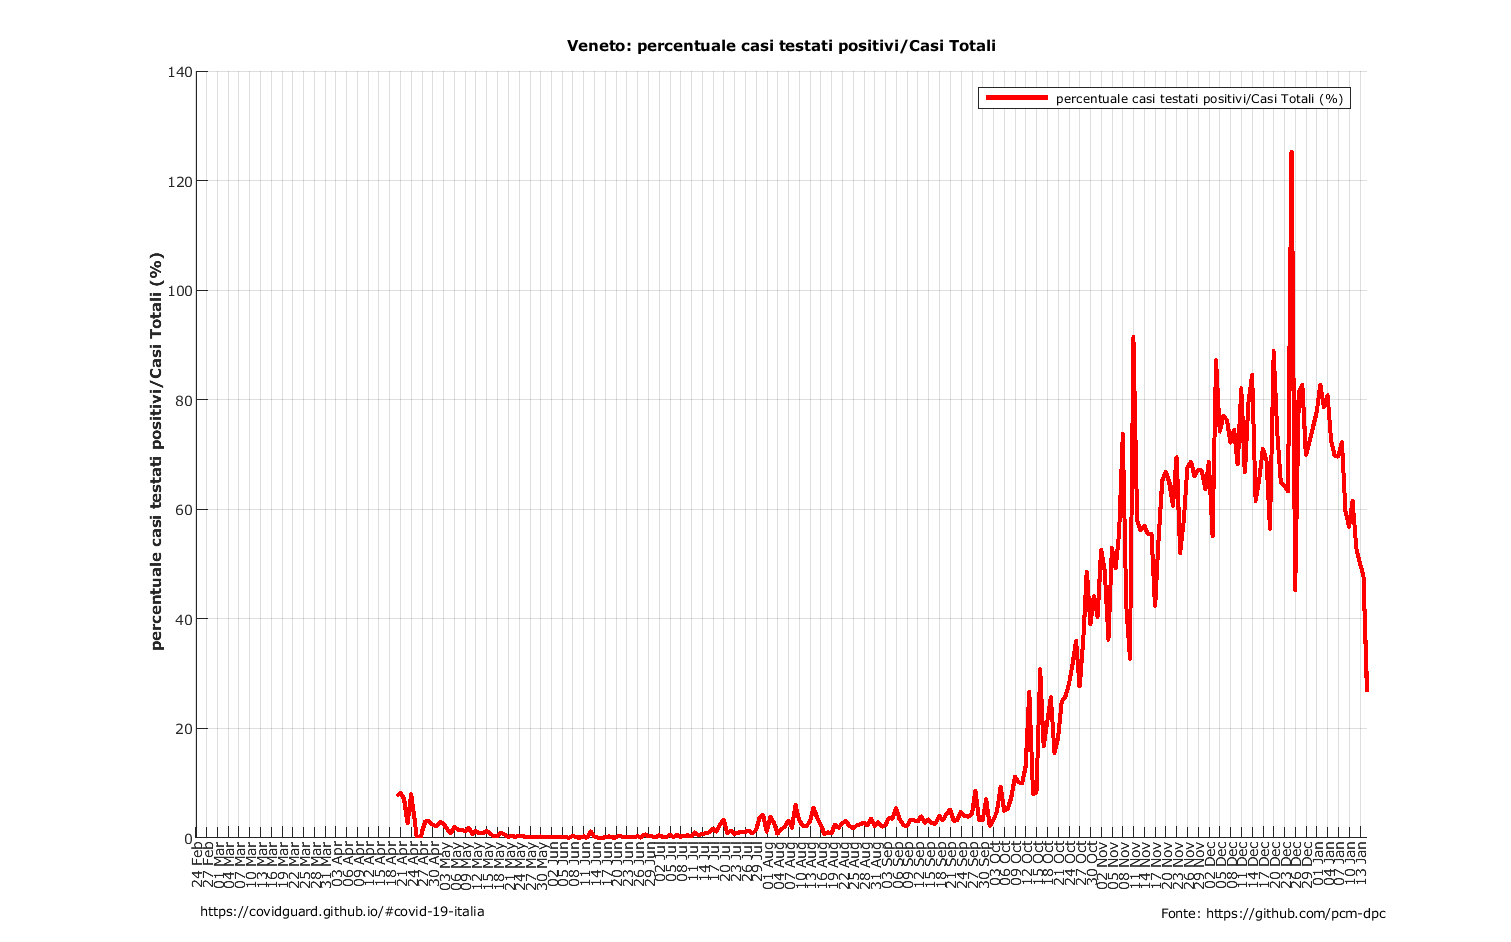 Veneto: percentuale casi testati positivi/Casi Totali
percentuale casi testati positivi/Casi Totali (%)
percentuale casi testati positivi/Casi Totali (%)
140
120
100
80
60
40
20
0
24 Feb
27 Feb
01 Mar
04 Mar
07 Mar
10 Mar
13 Mar
16 Mar
19 Mar
22 Mar
25 Mar
28 Mar
31 Mar
03 Apr
06 Apr
09 Apr
12 Apr
15 Apr
18 Apr
21 Apr
24 Apr
27 Apr
30 Apr
03 May
06 May
09 May
12 May
15 May
18 May
21 May
24 May
27 May
30 May
02 Jun
05 Jun
08 Jun
11 Jun
14 Jun
17 Jun
20 Jun
23 Jun
26 Jun
29 Jun
02 Jul
05 Jul
08 Jul
11 Jul
14 Jul
17 Jul
20 Jul
23 Jul
26 Jul
29 Jul
01 Aug
04 Aug
07 Aug
10 Aug
13 Aug
16 Aug
19 Aug
22 Aug
25 Aug
28 Aug
31 Aug
03 Sep
06 Sep
09 Sep
12 Sep
15 Sep
18 Sep
21 Sep
24 Sep
27 Sep
30 Sep
03 Oct
06 Oct
09 Oct
12 Oct
15 Oct
18 Oct
21 Oct
24 Oct
27 Oct
30 Oct
02 Nov
05 Nov
08 Nov
11 Nov
14 Nov
17 Nov
20 Nov
23 Nov
26 Nov
29 Nov
02 Dec
05 Dec
08 Dec
11 Dec
14 Dec
17 Dec
20 Dec
23 Dec
26 Dec
29 Dec
01 Jan
04 Jan
07 Jan
10 Jan
13 Jan
https://covidguard.github.io/#covid-19-italia
Fonte: https://github.com/pcm-dpc